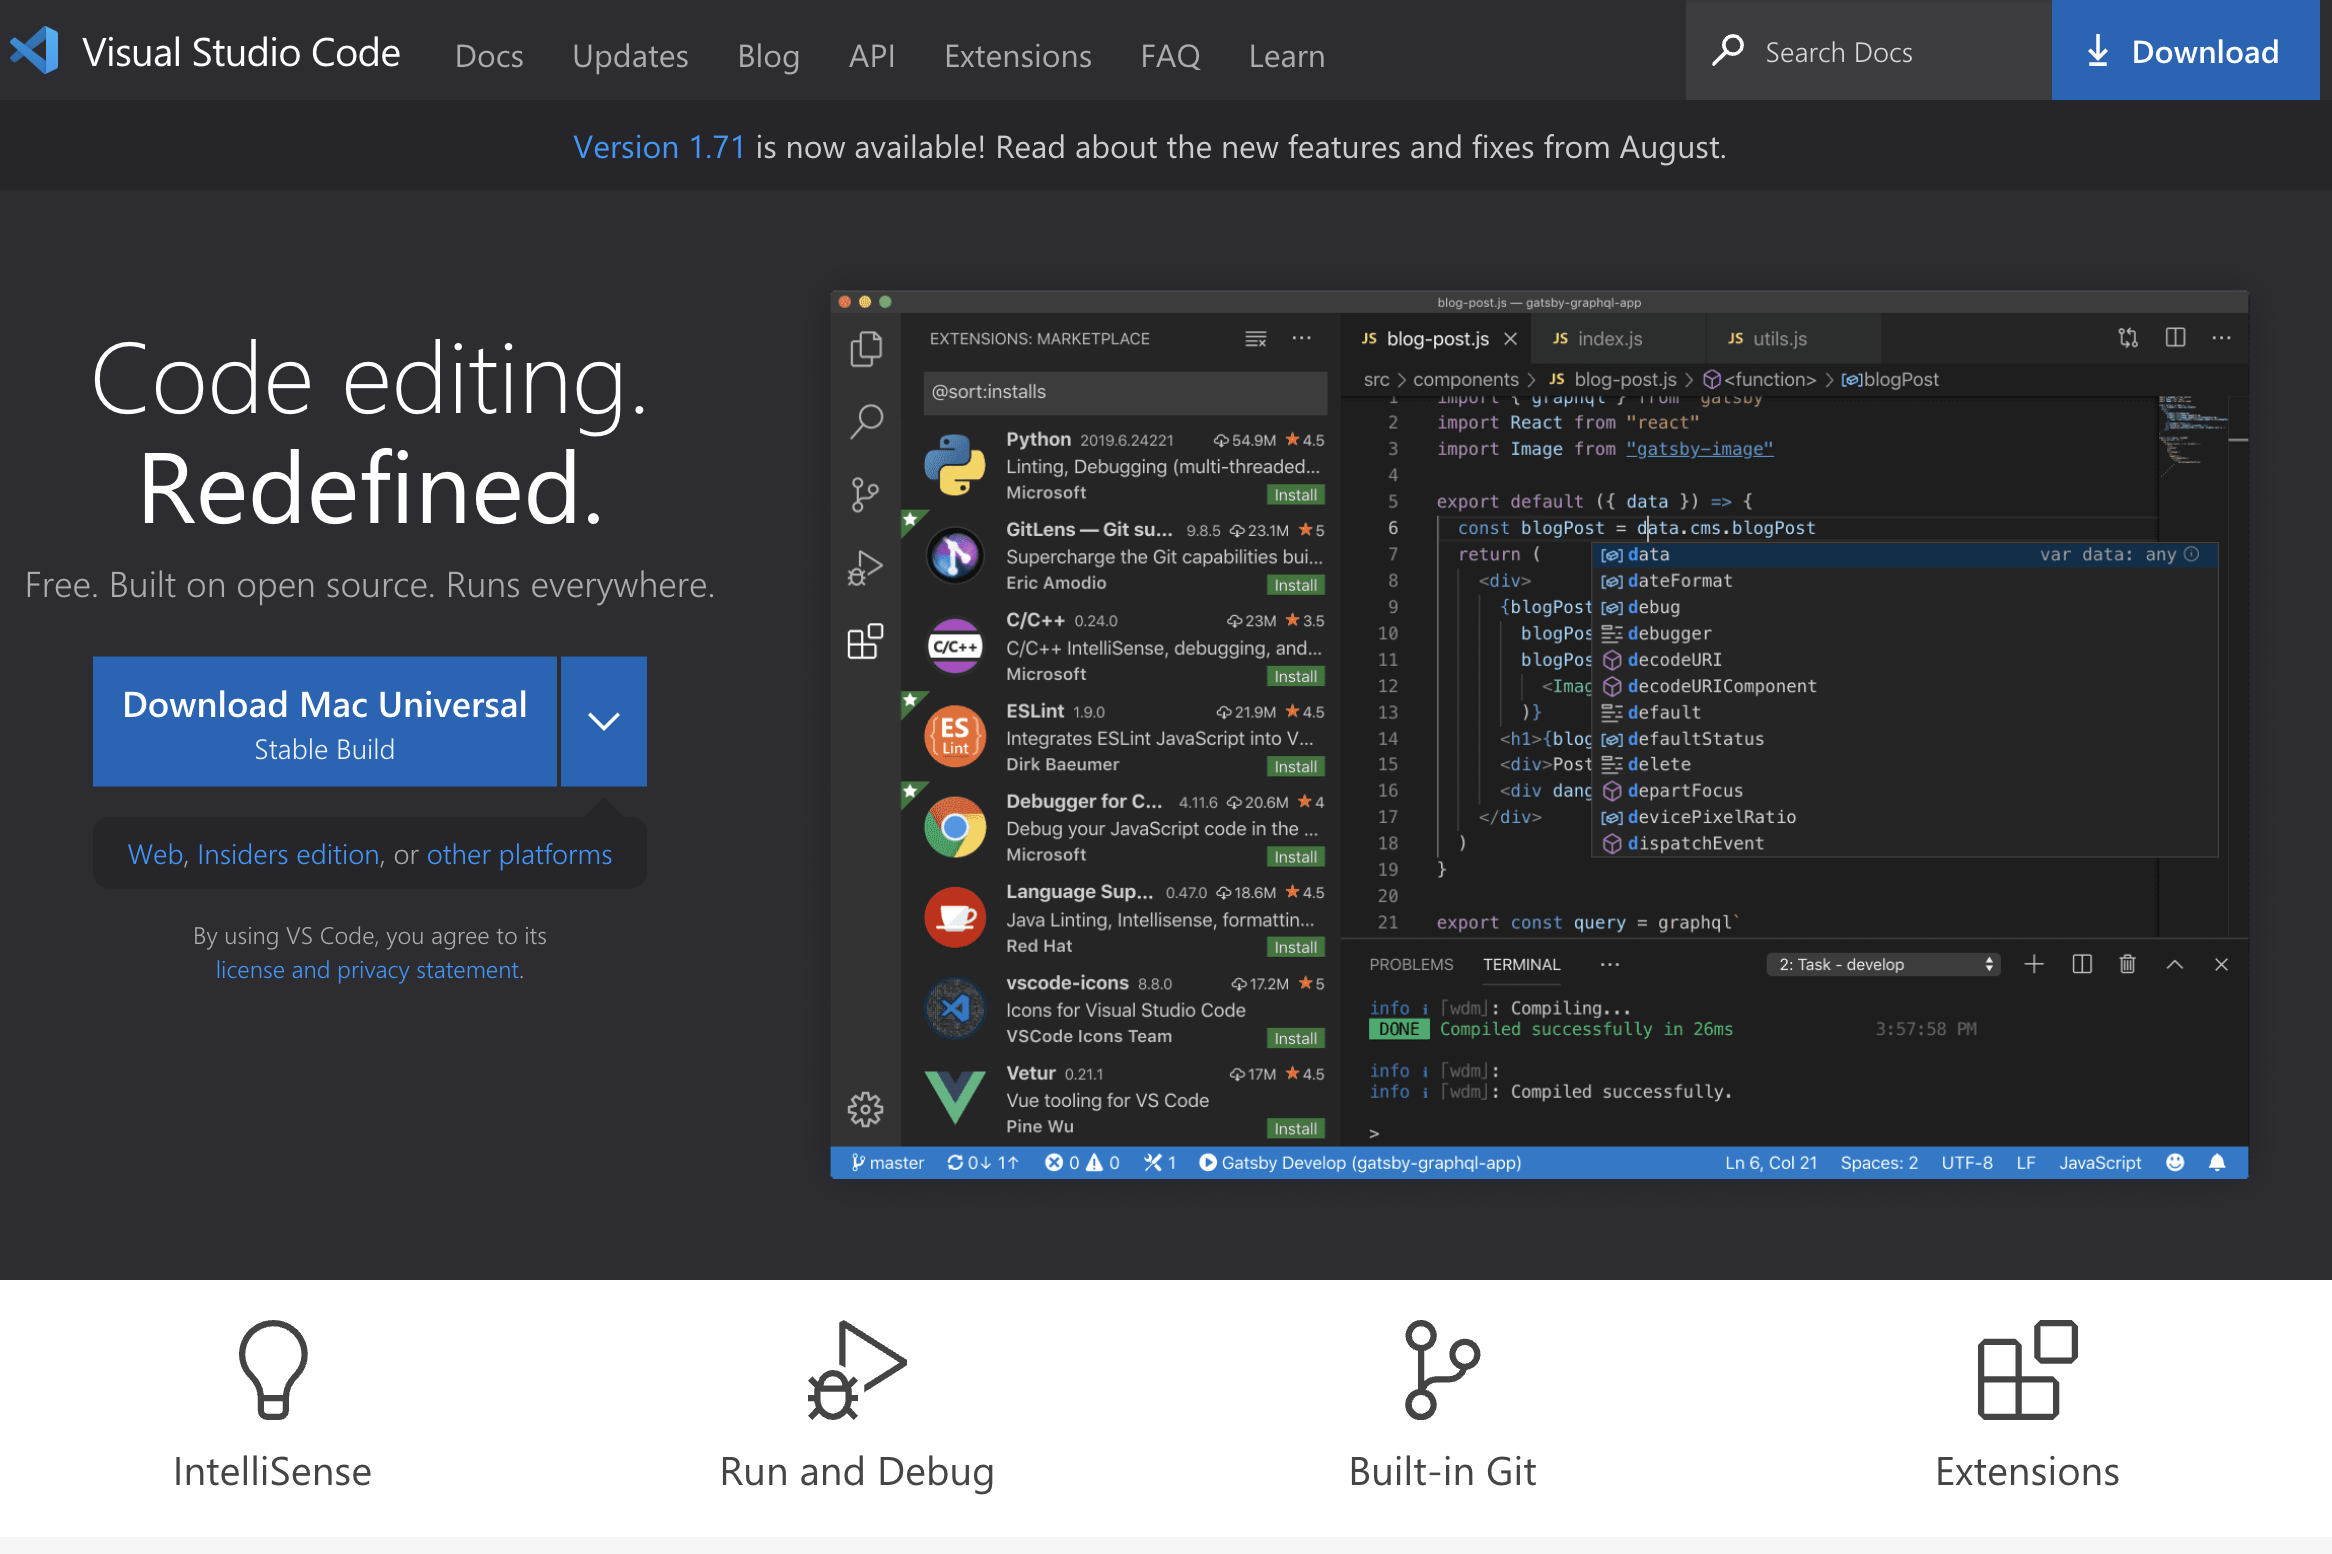 Visual Studio Code Docs Updates Blog API Extensions FAQ Learn Search Docs Download
Version 1.71 is now available! Read about the new features and fixes from August.
Code editing.
Redefined.
Free. Built on open source. Runs everywhere.
Download Mac Universal
Stable Build
Web, Insiders edition, or other platforms
By using VS Code, you agree to its
license and privacy statement.
blog-post.js — gatsby-graphql-app
EXTENSIONS: MARKETPLACE
@sort:installs
Python 2019.6.24221 54.9M 4.5
Linting, Debugging (multi-threaded...
Microsoft Install
GitLens — Git su... 9.8.5 23.1M 5
Supercharge the Git capabilities bui...
Eric Amodio Install
C/C++
C/C++ 0.24.0 23M 3.5
C/C++ IntelliSense, debugging, and...
Microsoft Install
ES
Lint
ESLint 1.9.0 21.9M 4.5
Integrates ESLint JavaScript into V...
Dirk Baeumer Install
Debugger for C... 4.11.6 20.6M 4
Debug your JavaScript code in the ...
Microsoft Install
Language Sup... 0.47.0 18.6M 4.5
Java Linting, Intellisense, formattin...
Red Hat Install
vscode-icons 8.8.0 17.2M 5
Icons for Visual Studio Code
VSCode Icons Team Install
Vetur 0.21.1 17M 4.5
Vue tooling for VS Code
Pine Wu Install
JS blog-post.js JS index.js JS utils.js
src > components > JS blog-post.js > <function> > blogPost
1 import { graphql } from "gatsby"
2 import React from "react"
3 import Image from "gatsby-image"
4
5 export default ({ data }) => {
6 const blogPost = data.cms.blogPost
7 return (
8 <div>
9 {blogPost
10 blogPos
11 blogPos
12 <Imag
13 )}
14 <h1>{blog
15 <div>Post
16 <div dang
17 </div>
18 )
19 }
20
21 export const query = graphql`
data var data: any
dateFormat
debug
debugger
decodeURI
decodeURIComponent
default
defaultStatus
delete
departFocus
devicePixelRatio
dispatchEvent
PROBLEMS TERMINAL ... 2: Task - develop
info i ｢wdm｣: Compiling...
DONE Compiled successfully in 26ms 3:57:58 PM
info i ｢wdm｣:
info i ｢wdm｣: Compiled successfully.
>
master 0↓ 1↑ 0 0 1 Gatsby Develop (gatsby-graphql-app) Ln 6, Col 21 Spaces: 2 UTF-8 LF JavaScript
IntelliSense
Run and Debug
Built-in Git
Extensions